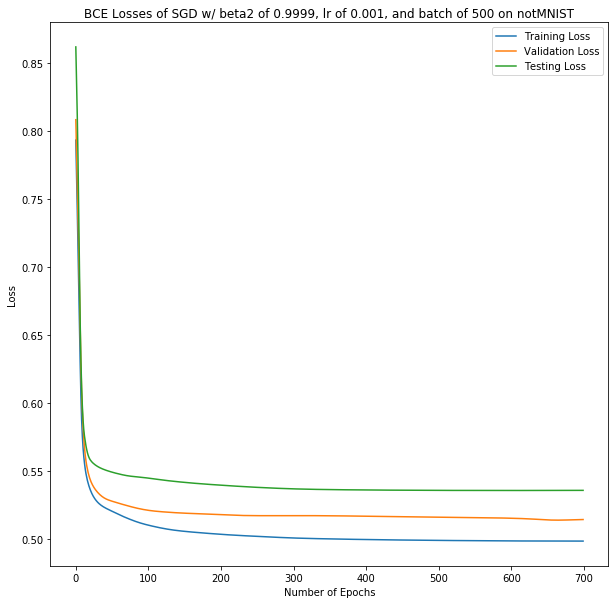 BCE Losses of SGD w/ beta2 of 0.9999, lr of 0.001, and batch of 500 on notMNIST
Training Loss
Validation Loss
Testing Loss
0.85
0.80
0.75
0.70
0.65
0.60
0.55
0.50
Loss
0 100 200 300 400 500 600 700
Number of Epochs